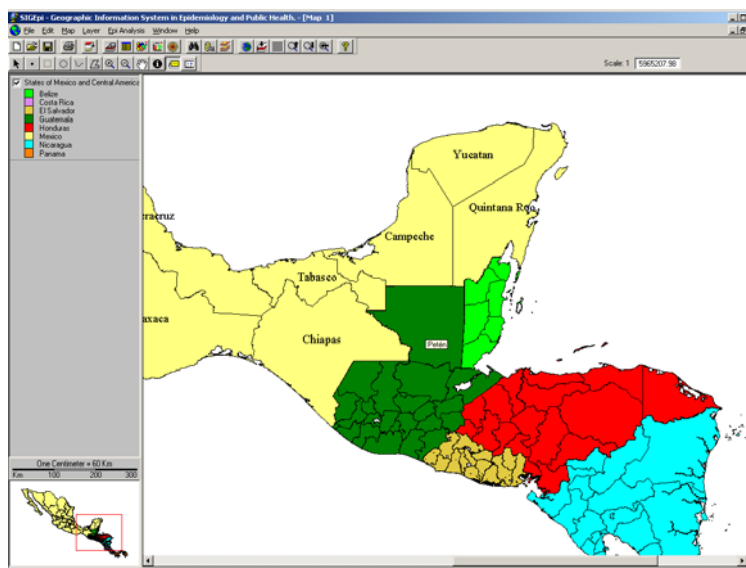 SIGEpi - Geographic Information System in Epidemiology and Public Health. - [Map 1]
File Edit Map Layer Epi Analysis Window Help
Scale: 1 5965207.98
States of Mexico and Central America
Belize
Costa Rica
El Salvador
Guatemala
Honduras
Mexico
Nicaragua
Panama
Yucatan
Quintana Roo
eracruz
Campeche
Tabasco
axaca
Chiapas
Petén
One Centimeter = 60 Km
Km 100 200 300